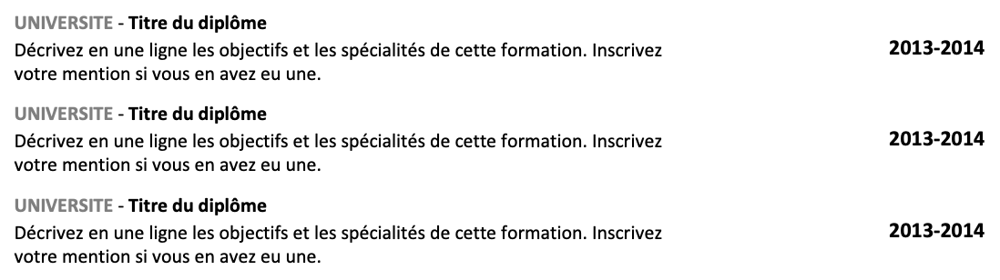 UNIVERSITE - Titre du diplôme
Décrivez en une ligne les objectifs et les spécialités de cette formation. Inscrivez
votre mention si vous en avez eu une.
2013-2014
UNIVERSITE - Titre du diplôme
Décrivez en une ligne les objectifs et les spécialités de cette formation. Inscrivez
votre mention si vous en avez eu une.
2013-2014
UNIVERSITE - Titre du diplôme
Décrivez en une ligne les objectifs et les spécialités de cette formation. Inscrivez
votre mention si vous en avez eu une.
2013-2014